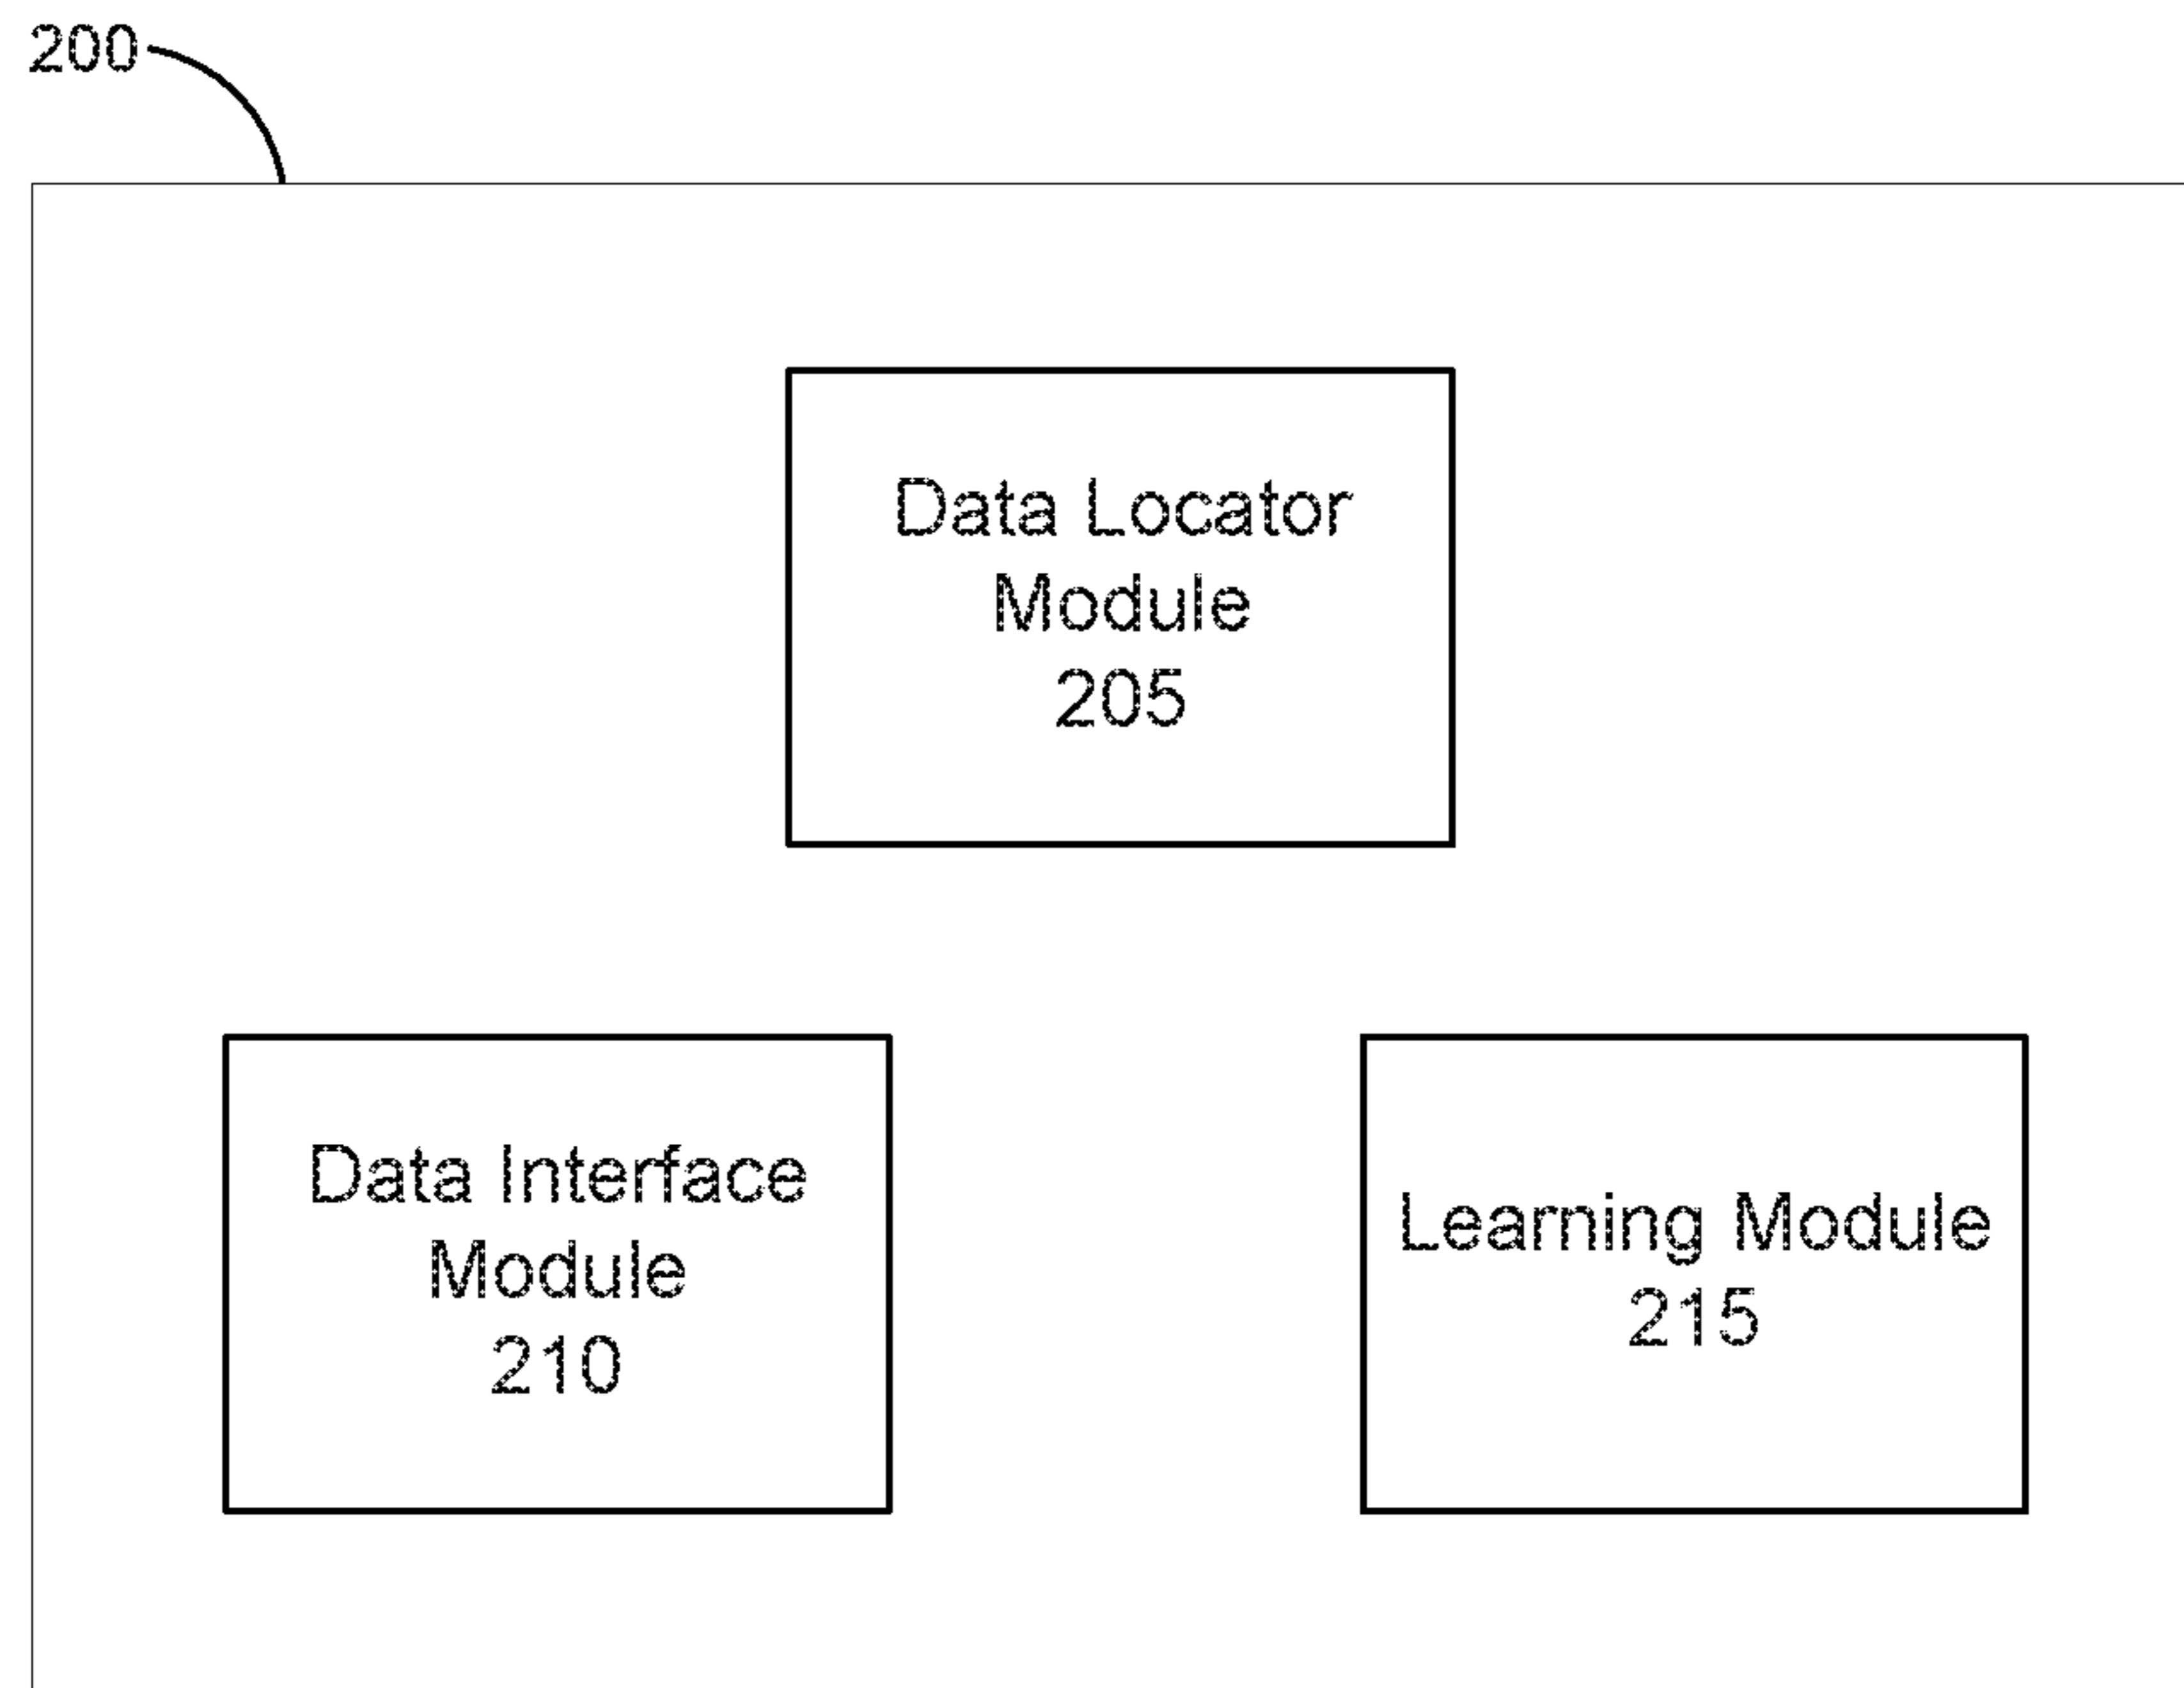 200
Data Locator
Module
205
Data Interface
Module
210
Learning Module
215